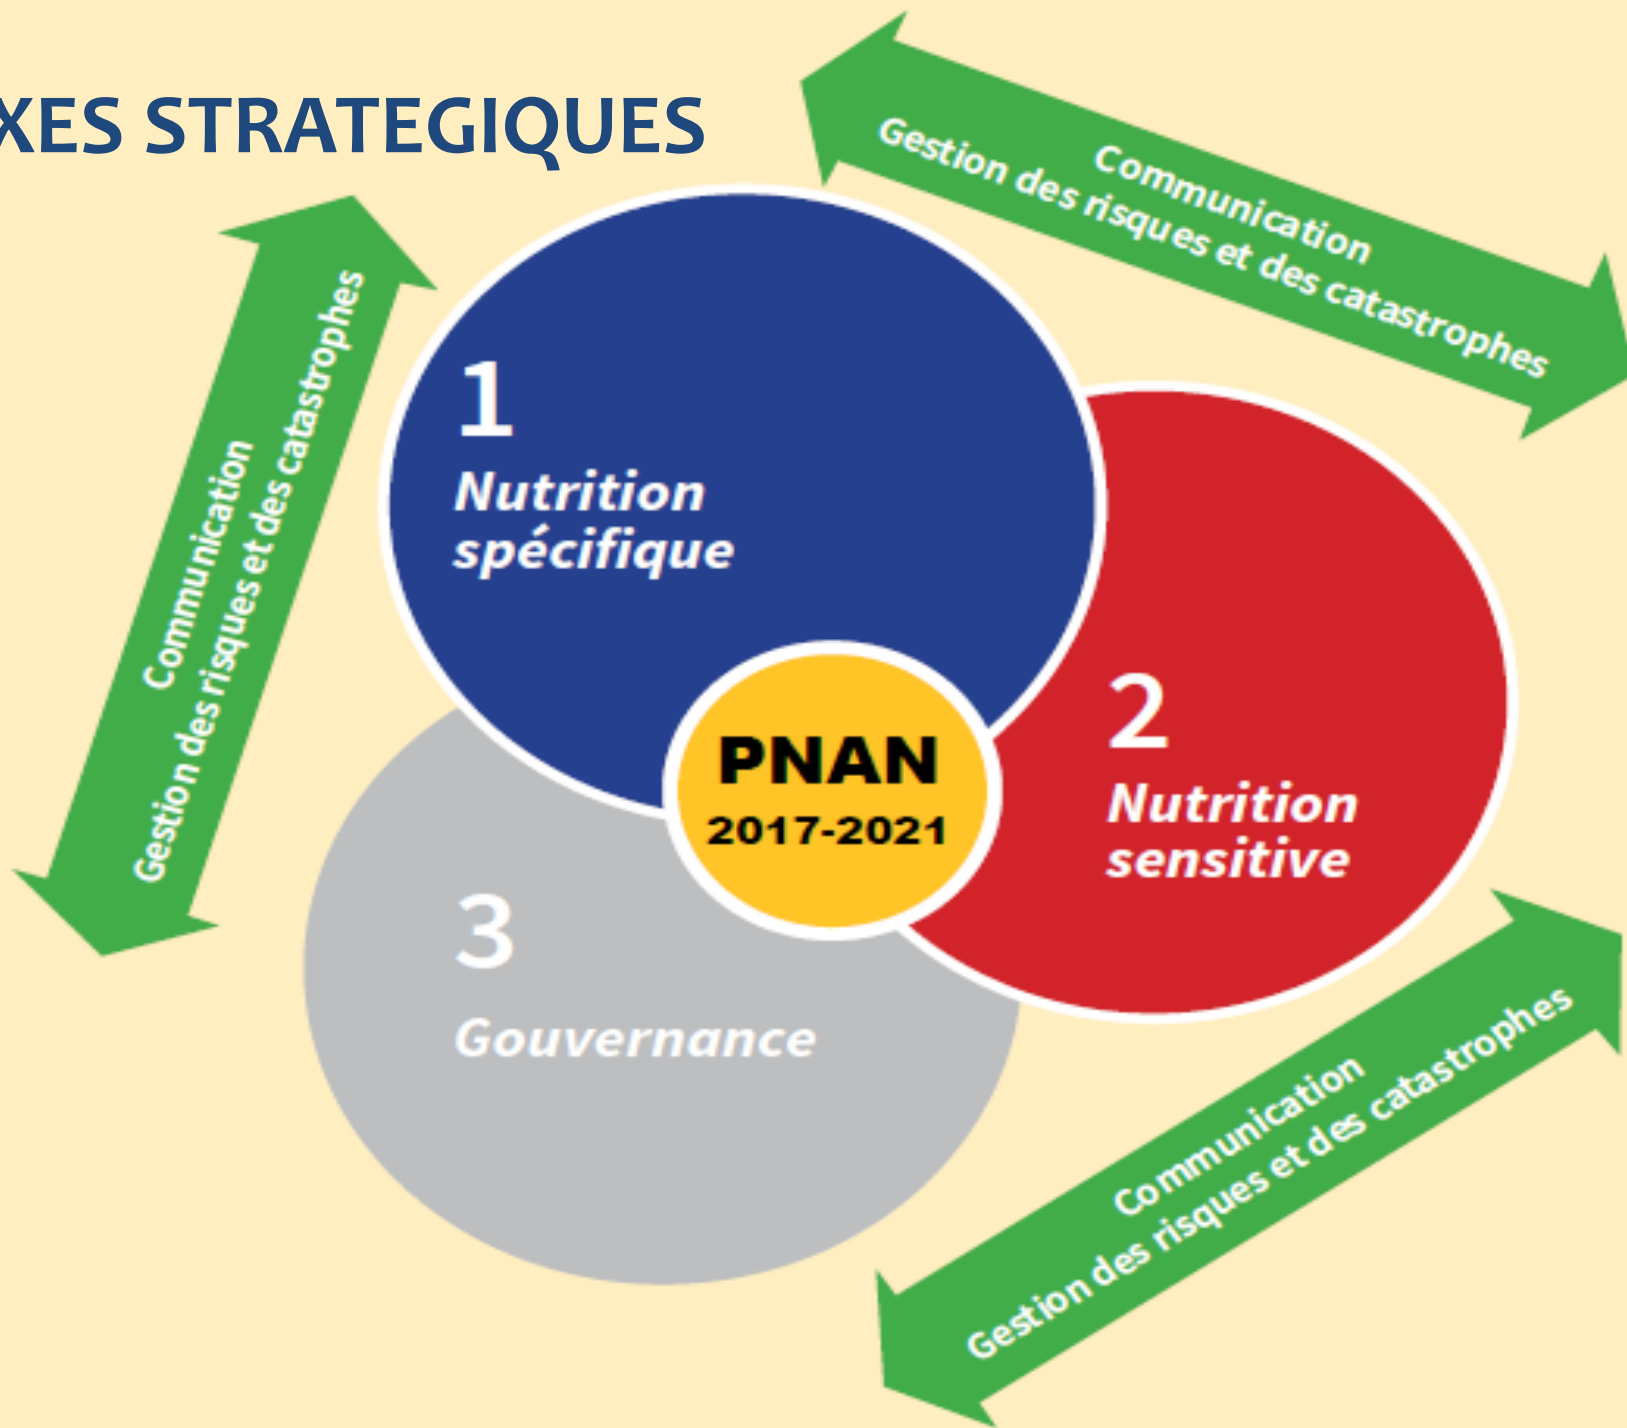 XES STRATEGIQUES
Communication
Gestion des risques et des catastrophes
Communication
Gestion des risques et des catastrophes
1
Nutrition
spécifique
2
Nutrition
sensitive
PNAN
2017-2021
3
Gouvernance
Communication
Gestion des risques et des catastrophes